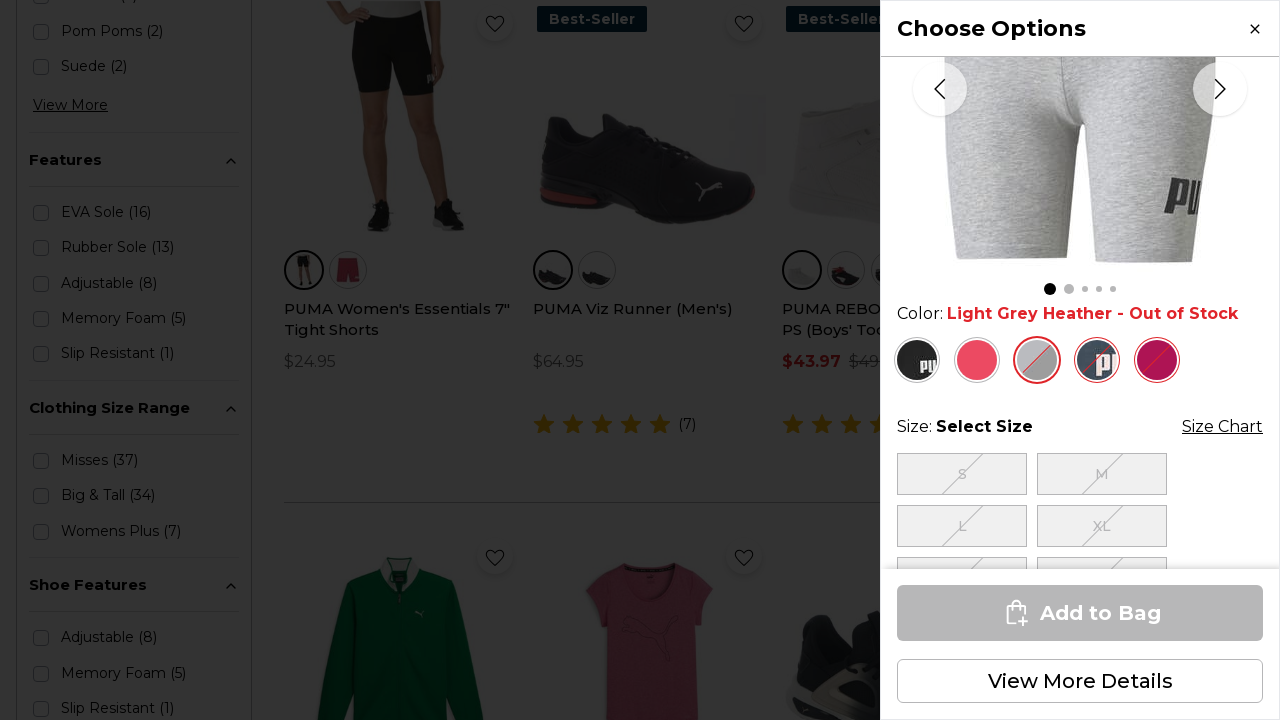 Pom Poms (2)
Suede (2)
View More
Features
EVA Sole (16)
Rubber Sole (13)
Adjustable (8)
Memory Foam (5)
Slip Resistant (1)
Clothing Size Range
Misses (37)
Big & Tall (34)
Womens Plus (7)
Shoe Features
Adjustable (8)
Memory Foam (5)
Slip Resistant (1)
PUMA Women's Essentials 7"
Tight Shorts
$24.95
Best-Seller
PUMA Viz Runner (Men's)
$64.95
(7)
Best-Seller
PUMA REBO
PS (Boys' Too
$43.97
Choose Options
PU
Color: Light Grey Heather - Out of Stock
Size: Select Size
Size Chart
S
M
L
XL
Add to Bag
View More Details